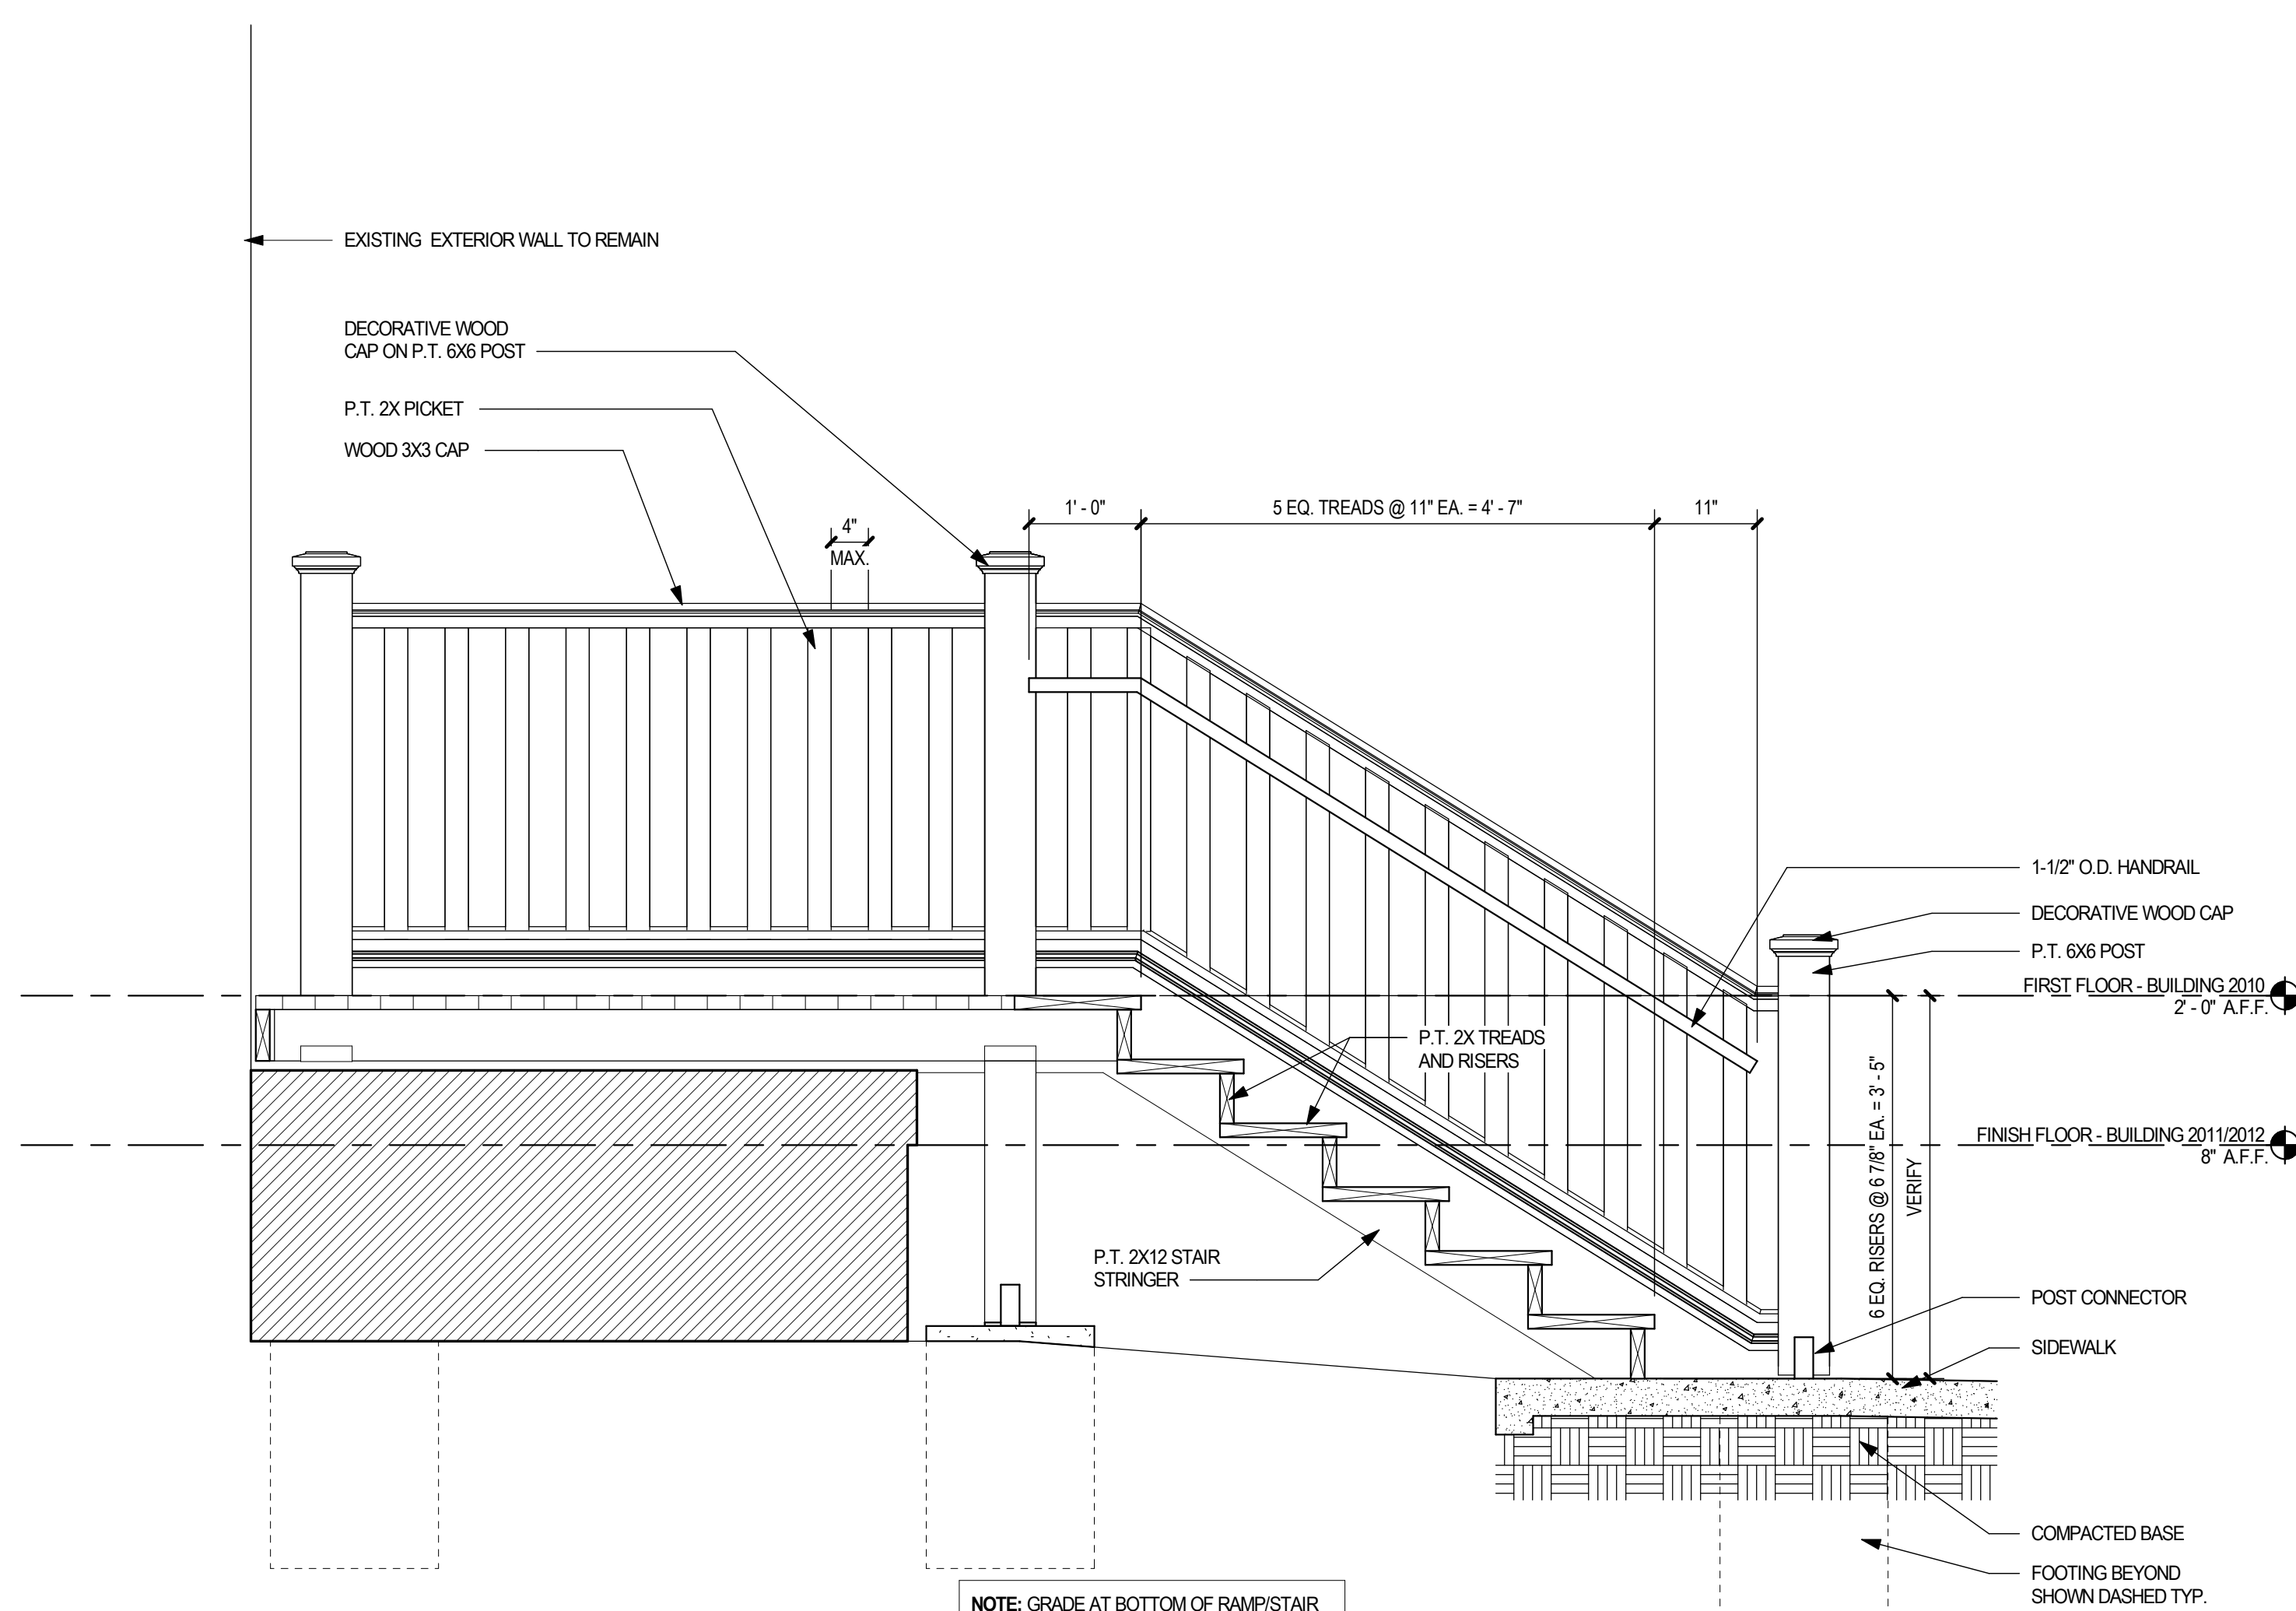 EXISTING EXTERIOR WALL TO REMAIN
DECORATIVE WOOD
CAP ON P.T. 6X6 POST
P.T. 2X PICKET
WOOD 3X3 CAP
4"
MAX.
1' - 0"
5 EQ. TREADS @ 11" EA. = 4' - 7"
11"
1-1/2" O.D. HANDRAIL
DECORATIVE WOOD CAP
P.T. 6X6 POST
FIRST FLOOR - BUILDING 2010
2' - 0" A.F.F.
P.T. 2X TREADS
AND RISERS
6 EQ. RISERS @ 6 7/8" EA. = 3' - 5"
VERIFY
FINISH FLOOR - BUILDING 2011/2012
8" A.F.F.
P.T. 2X12 STAIR
STRINGER
POST CONNECTOR
SIDEWALK
COMPACTED BASE
FOOTING BEYOND
SHOWN DASHED TYP.
NOTE: GRADE AT BOTTOM OF RAMP/STAIR